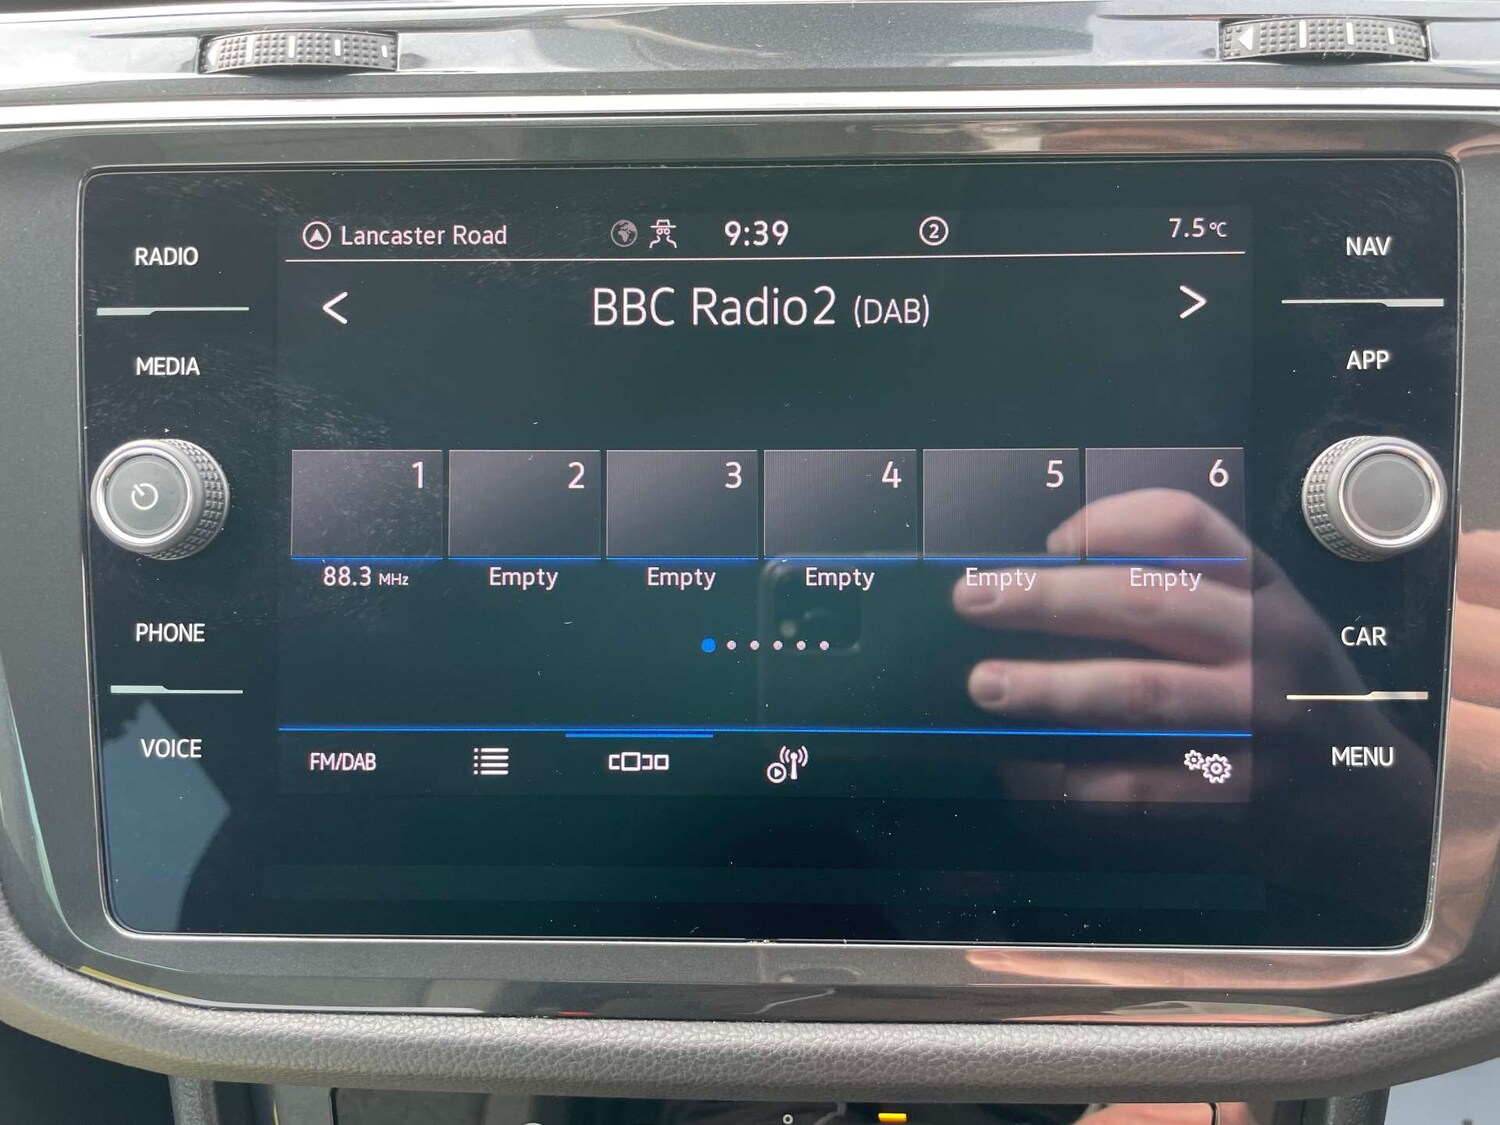 RADIO
MEDIA
PHONE
VOICE
Lancaster Road
9:39
2
7.5°C
< BBC Radio2 (DAB) >
1 2 3 4 5 6
88.3 MHz Empty Empty Empty Empty Empty
FM/DAB
NAV
APP
CAR
MENU